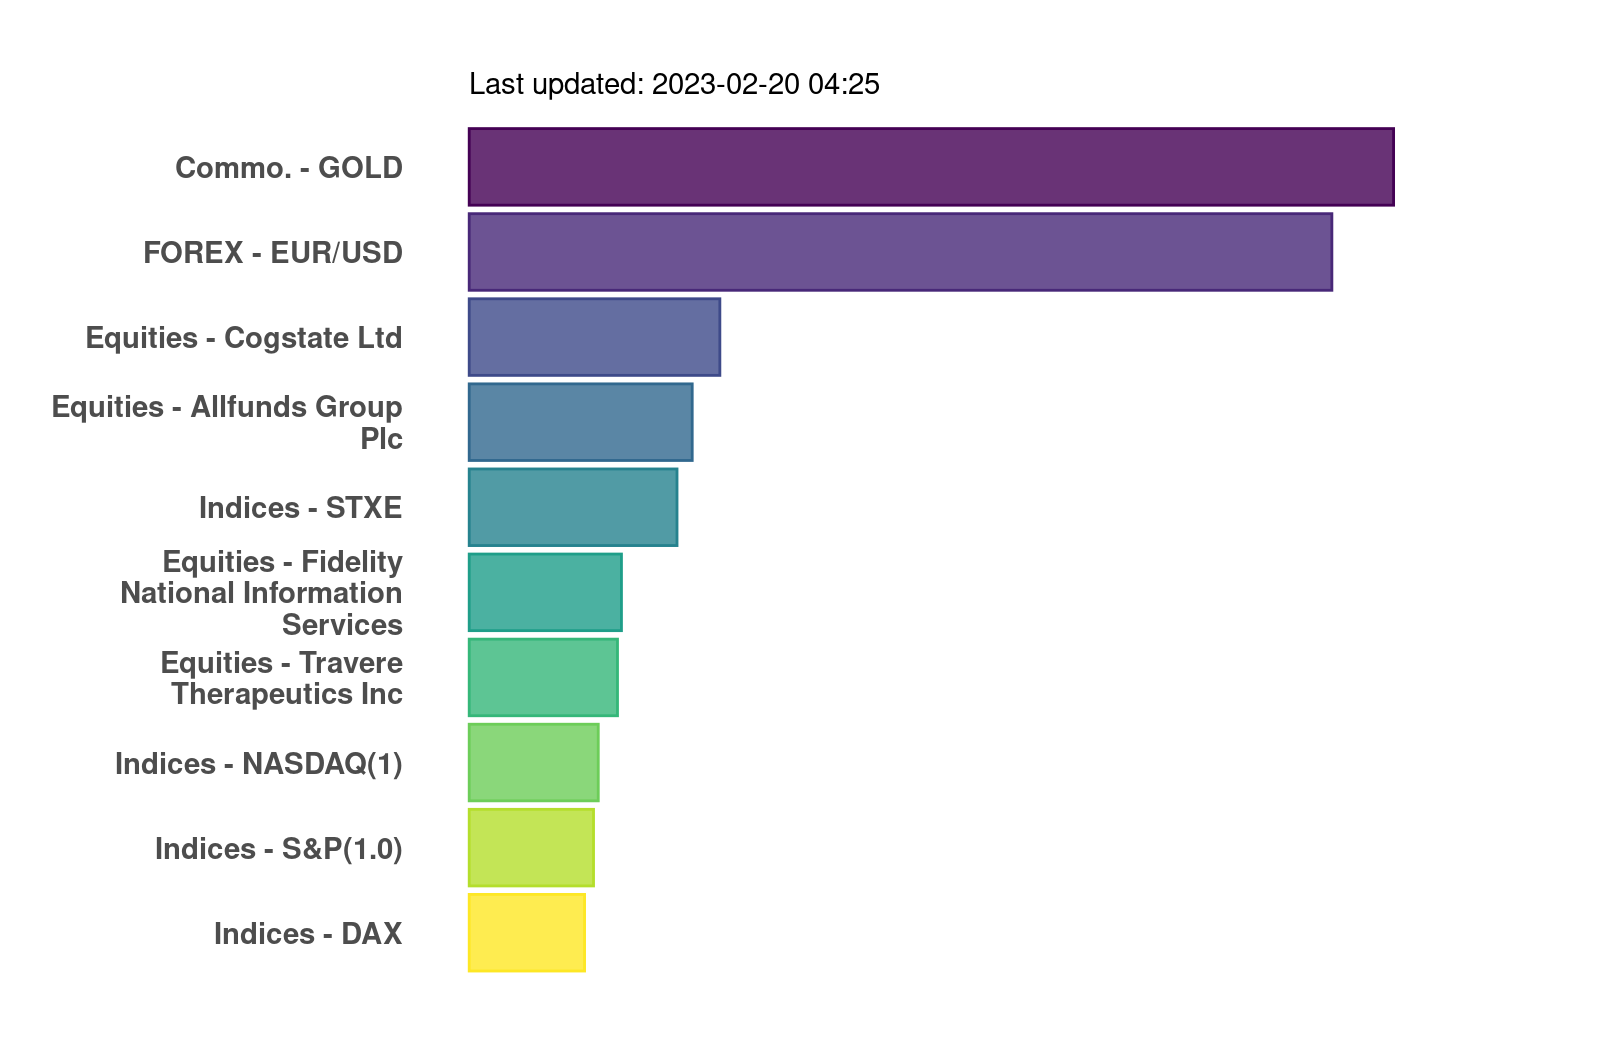 Last updated: 2023-02-20 04:25
Commo. - GOLD
FOREX - EUR/USD
Equities - Cogstate Ltd
Equities - Allfunds Group
Plc
Indices - STXE
Equities - Fidelity
National Information
Services
Equities - Travere
Therapeutics Inc
Indices - NASDAQ(1)
Indices - S&P(1.0)
Indices - DAX